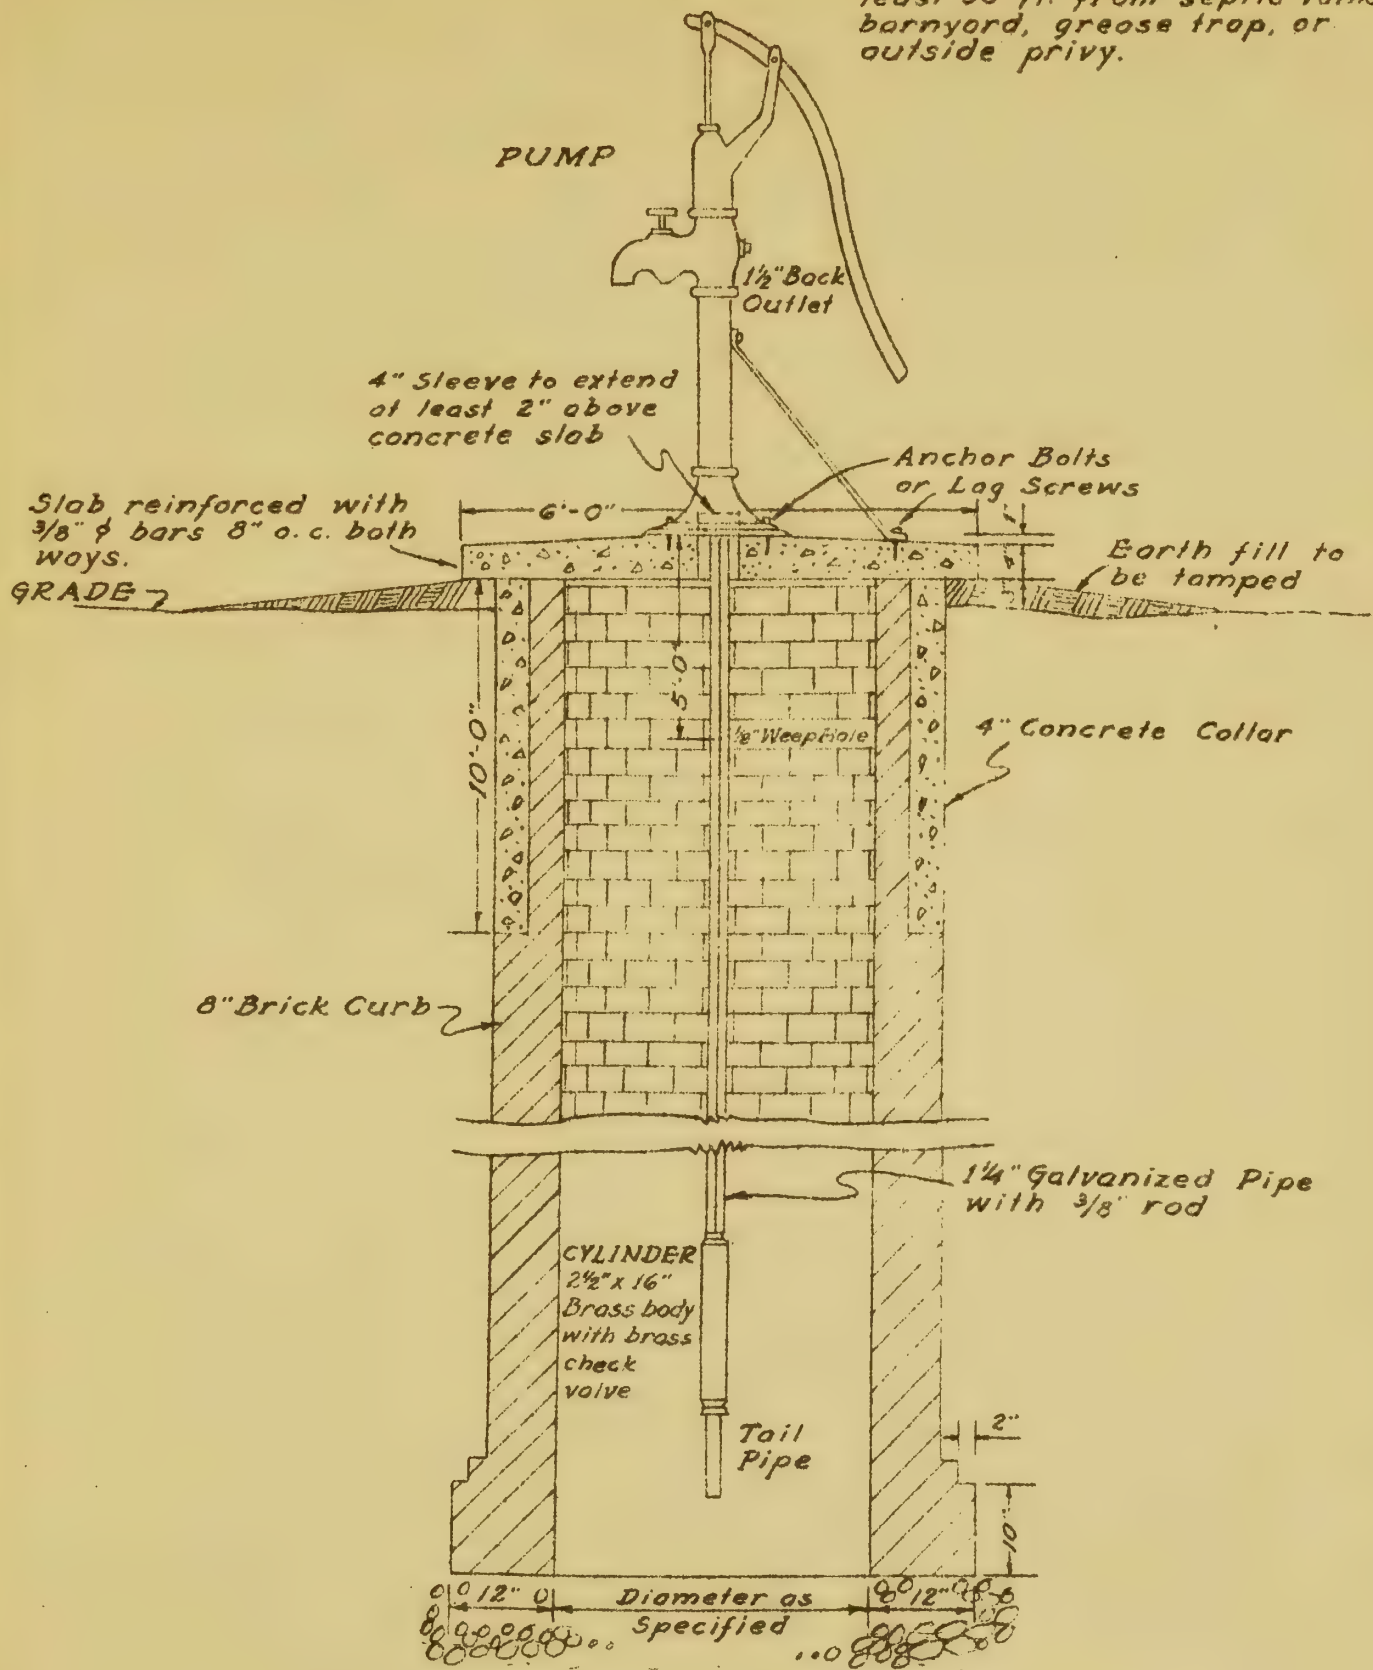 barnyard, grease trap, or
outside privy.
PUMP
1½" Back
Outlet
4" Sleeve to extend
at least 2" above
concrete slab
Anchor Bolts
or Lag Screws
Slab reinforced with
3/8" φ bars 8" o.c. both
ways.
6'-0"
Earth fill to
be tamped
GRADE
5'-0"
10'-0"
⅛" Weep Hole
4" Concrete Collar
8" Brick Curb
1¼" Galvanized Pipe
with 3/8" rod
CYLINDER
2½" x 16"
Brass body
with brass
check
valve
Tail
Pipe
2"
10"
12"
Diameter as
Specified
12"